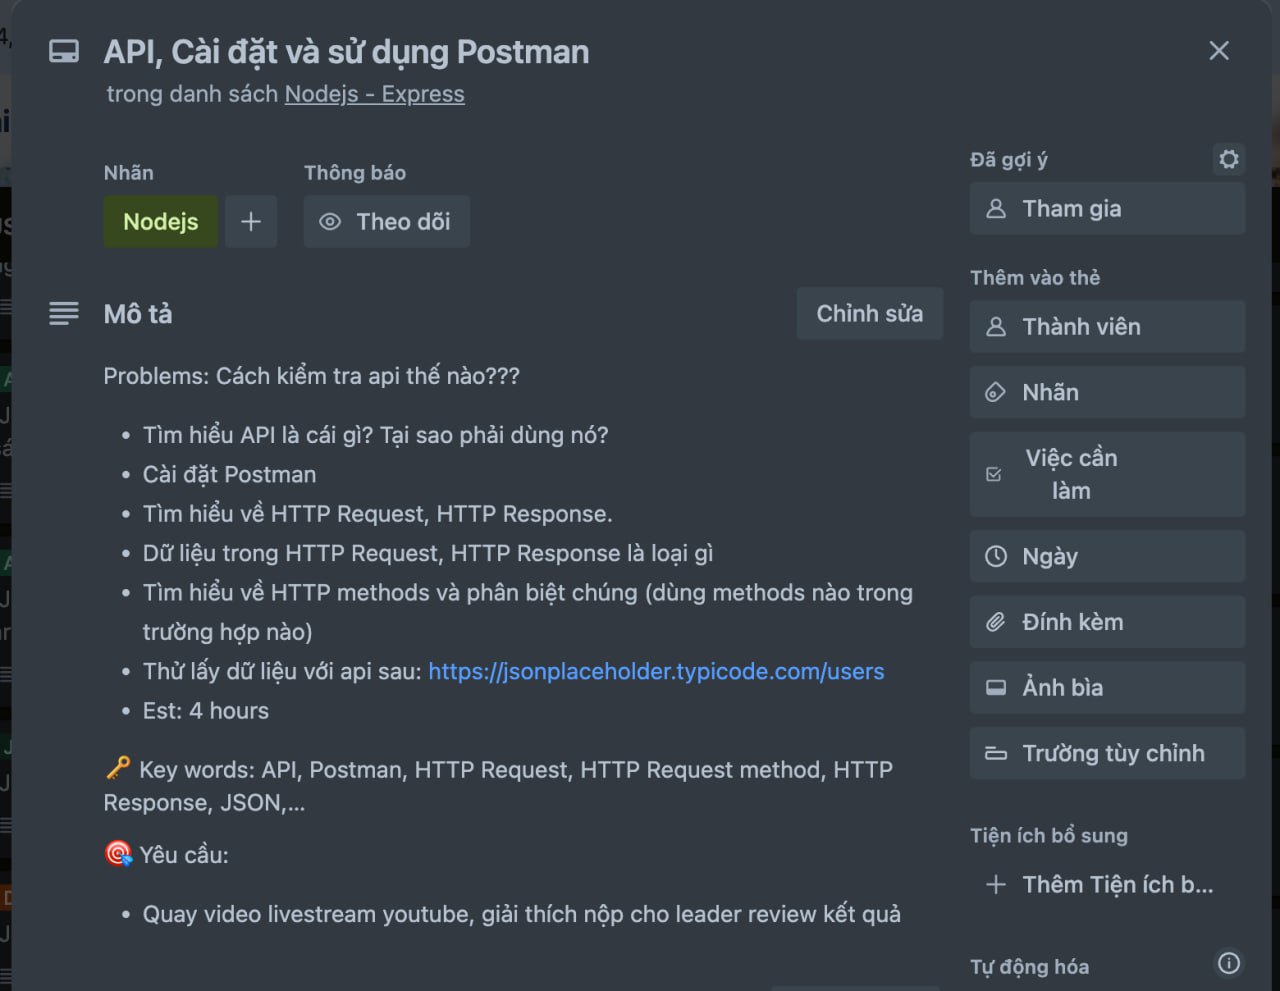 API, Cài đặt và sử dụng Postman
trong danh sách Nodejs - Express
Nhãn
Thông báo
Nodejs
Theo dõi
Mô tả
Chỉnh sửa
Problems: Cách kiểm tra api thế nào???
• Tìm hiểu API là cái gì? Tại sao phải dùng nó?
• Cài đặt Postman
• Tìm hiểu về HTTP Request, HTTP Response.
• Dữ liệu trong HTTP Request, HTTP Response là loại gì
• Tìm hiểu về HTTP methods và phân biệt chúng (dùng methods nào trong
trường hợp nào)
• Thử lấy dữ liệu với api sau: https://jsonplaceholder.typicode.com/users
• Est: 4 hours
🔑 Key words: API, Postman, HTTP Request, HTTP Request method, HTTP
Response, JSON,...
🎯 Yêu cầu:
• Quay video livestream youtube, giải thích nộp cho leader review kết quả
Đã gợi ý
Tham gia
Thêm vào thẻ
Thành viên
Nhãn
Việc cần
làm
Ngày
Đính kèm
Ảnh bìa
Trường tùy chỉnh
Tiện ích bổ sung
Thêm Tiện ích b...
Tự động hóa